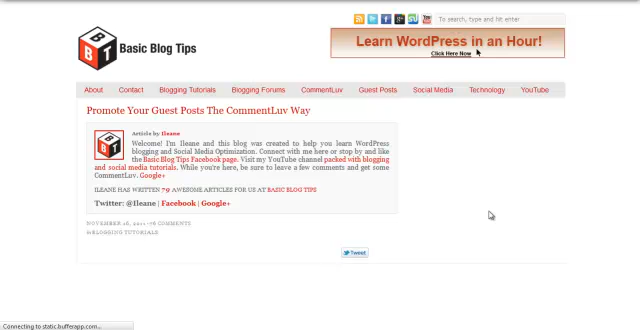 To search, type and hit enter
B
B T
Basic Blog Tips
Learn WordPress in an Hour!
Click Here Now
About Contact Blogging Tutorials Blogging Forums CommentLuv Guest Posts Social Media Technology YouTube
Promote Your Guest Posts The CommentLuv Way
Article by Ileane
Welcome! I'm Ileane and this blog was created to help you learn WordPress
blogging and Social Media Optimization. Connect with me here or stop by and like
the Basic Blog Tips Facebook page. Visit my YouTube channel packed with blogging
and social media tutorials. While you're here, be sure to leave a few comments and get some
CommentLuv. Google+
ILEANE HAS WRITTEN 79 AWESOME ARTICLES FOR US AT BASIC BLOG TIPS
Twitter: @Ileane | Facebook | Google+
COMMENTS
BLOGGING TUTORIALS
Tweet
Connecting to static.bufferapp.com...